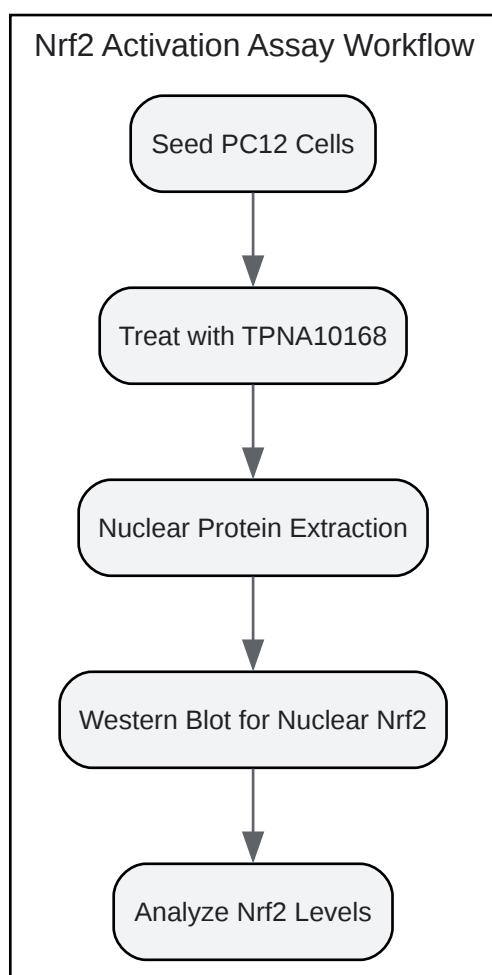 Nrf2 Activation Assay Workflow
Seed PC12 Cells
Treat with TPNA10168
Nuclear Protein Extraction
Western Blot for Nuclear Nrf2
Analyze Nrf2 Levels